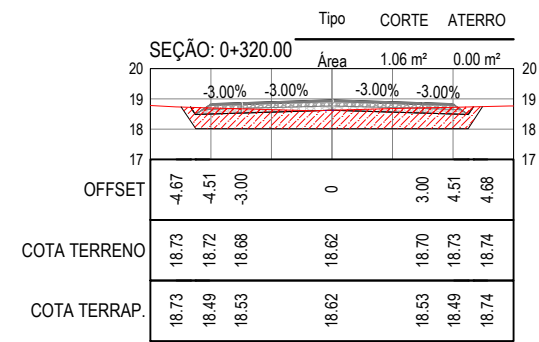 Tipo CORTE ATERRO
SEÇÃO: 0+320.00 Área 1.06 m² 0.00 m²
20 20
-3.00% -3.00% -3.00% -3.00%
19 19
18 18
17 17
OFFSET -4.67 -4.51 -3.00 0 3.00 4.51 4.68
COTA TERRENO 18.73 18.72 18.68 18.62 18.70 18.73 18.74
COTA TERRAP. 18.73 18.49 18.53 18.62 18.53 18.49 18.74